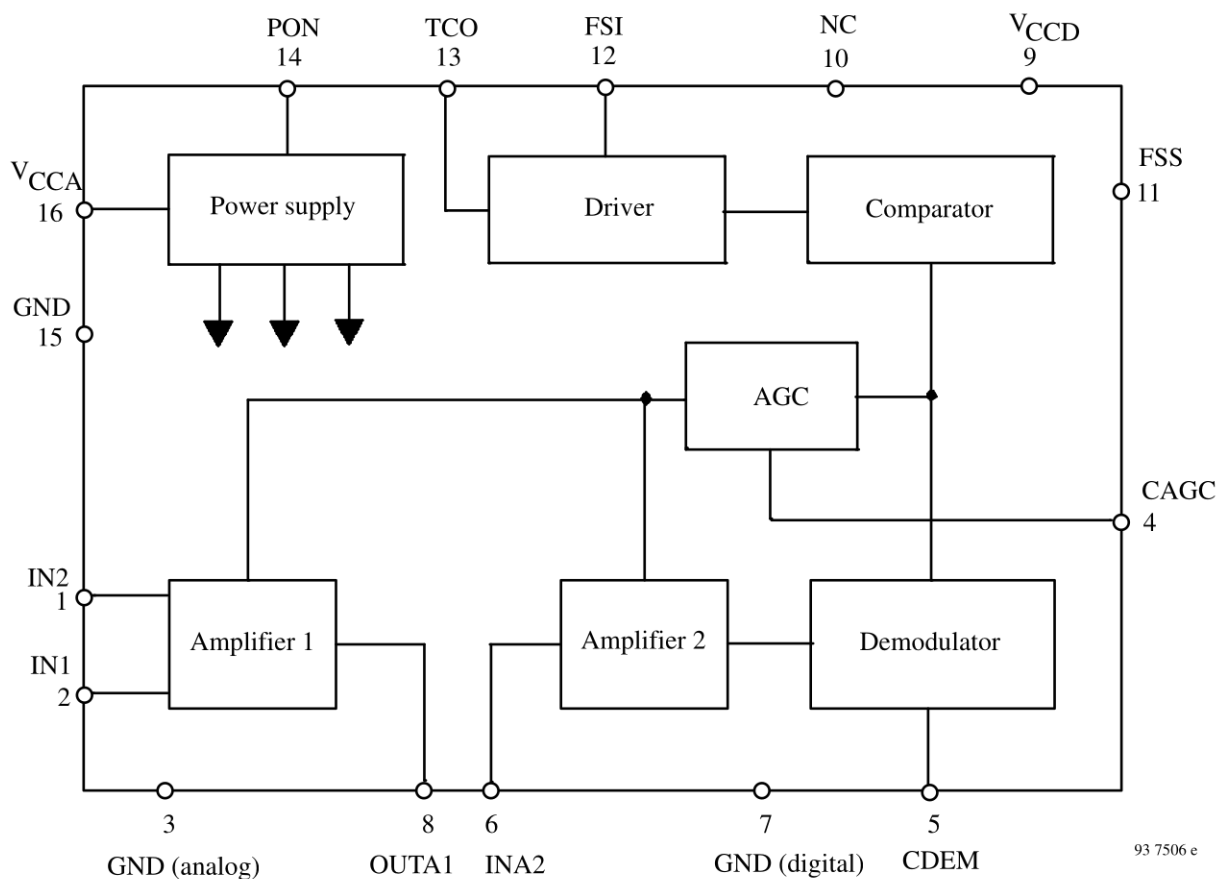 PON
14
TCO
13
FSI
12
NC
10
VCCD
9
VCCA
16
Power supply
Driver
Comparator
FSS
11
GND
15
AGC
CAGC
4
IN2
1
IN1
2
Amplifier 1
Amplifier 2
Demodulator
3
GND (analog)
8
OUTA1
6
INA2
7
GND (digital)
5
CDEM
93 7506 e